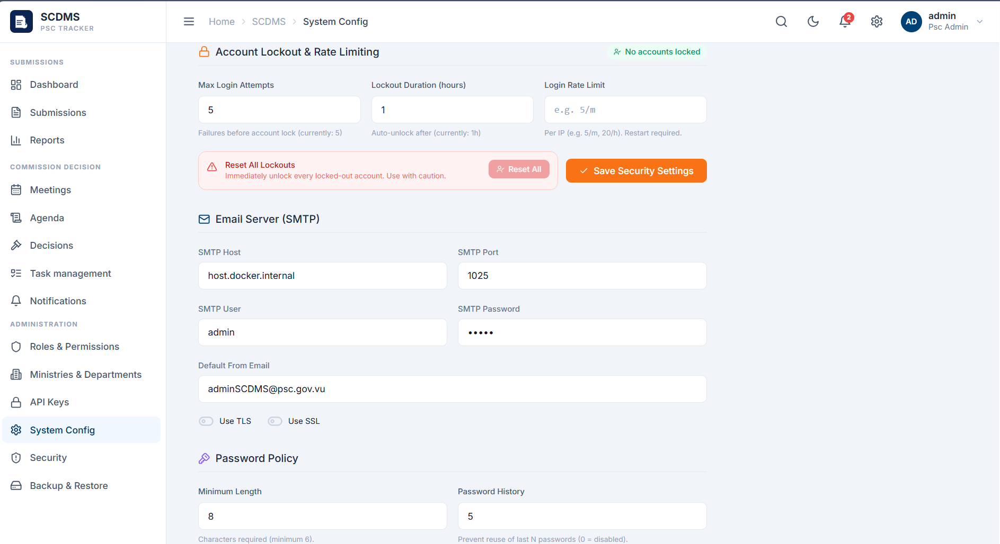 SCDMS
PSC TRACKER
Home
SCDMS
System Config
2
AD
admin
Psc Admin
SUBMISSIONS
Dashboard
Submissions
Reports
COMMISSION DECISION
Meetings
Agenda
Decisions
Task management
Notifications
ADMINISTRATION
Roles & Permissions
Ministries & Departments
API Keys
System Config
Security
Backup & Restore
Account Lockout & Rate Limiting
No accounts locked
Max Login Attempts
Lockout Duration (hours)
Login Rate Limit
5
1
e.g. 5/m
Failures before account lock (currently: 5)
Auto-unlock after (currently: 1h)
Per IP (e.g. 5/m, 20/h). Restart required.
Reset All Lockouts
Immediately unlock every locked-out account. Use with caution.
Reset All
Save Security Settings
Email Server (SMTP)
SMTP Host
SMTP Port
host.docker.internal
1025
SMTP User
SMTP Password
admin
•••••
Default From Email
adminSCDMS@psc.gov.vu
Use TLS
Use SSL
Password Policy
Minimum Length
Password History
8
5
Characters required (minimum 6).
Prevent reuse of last N passwords (0 = disabled).